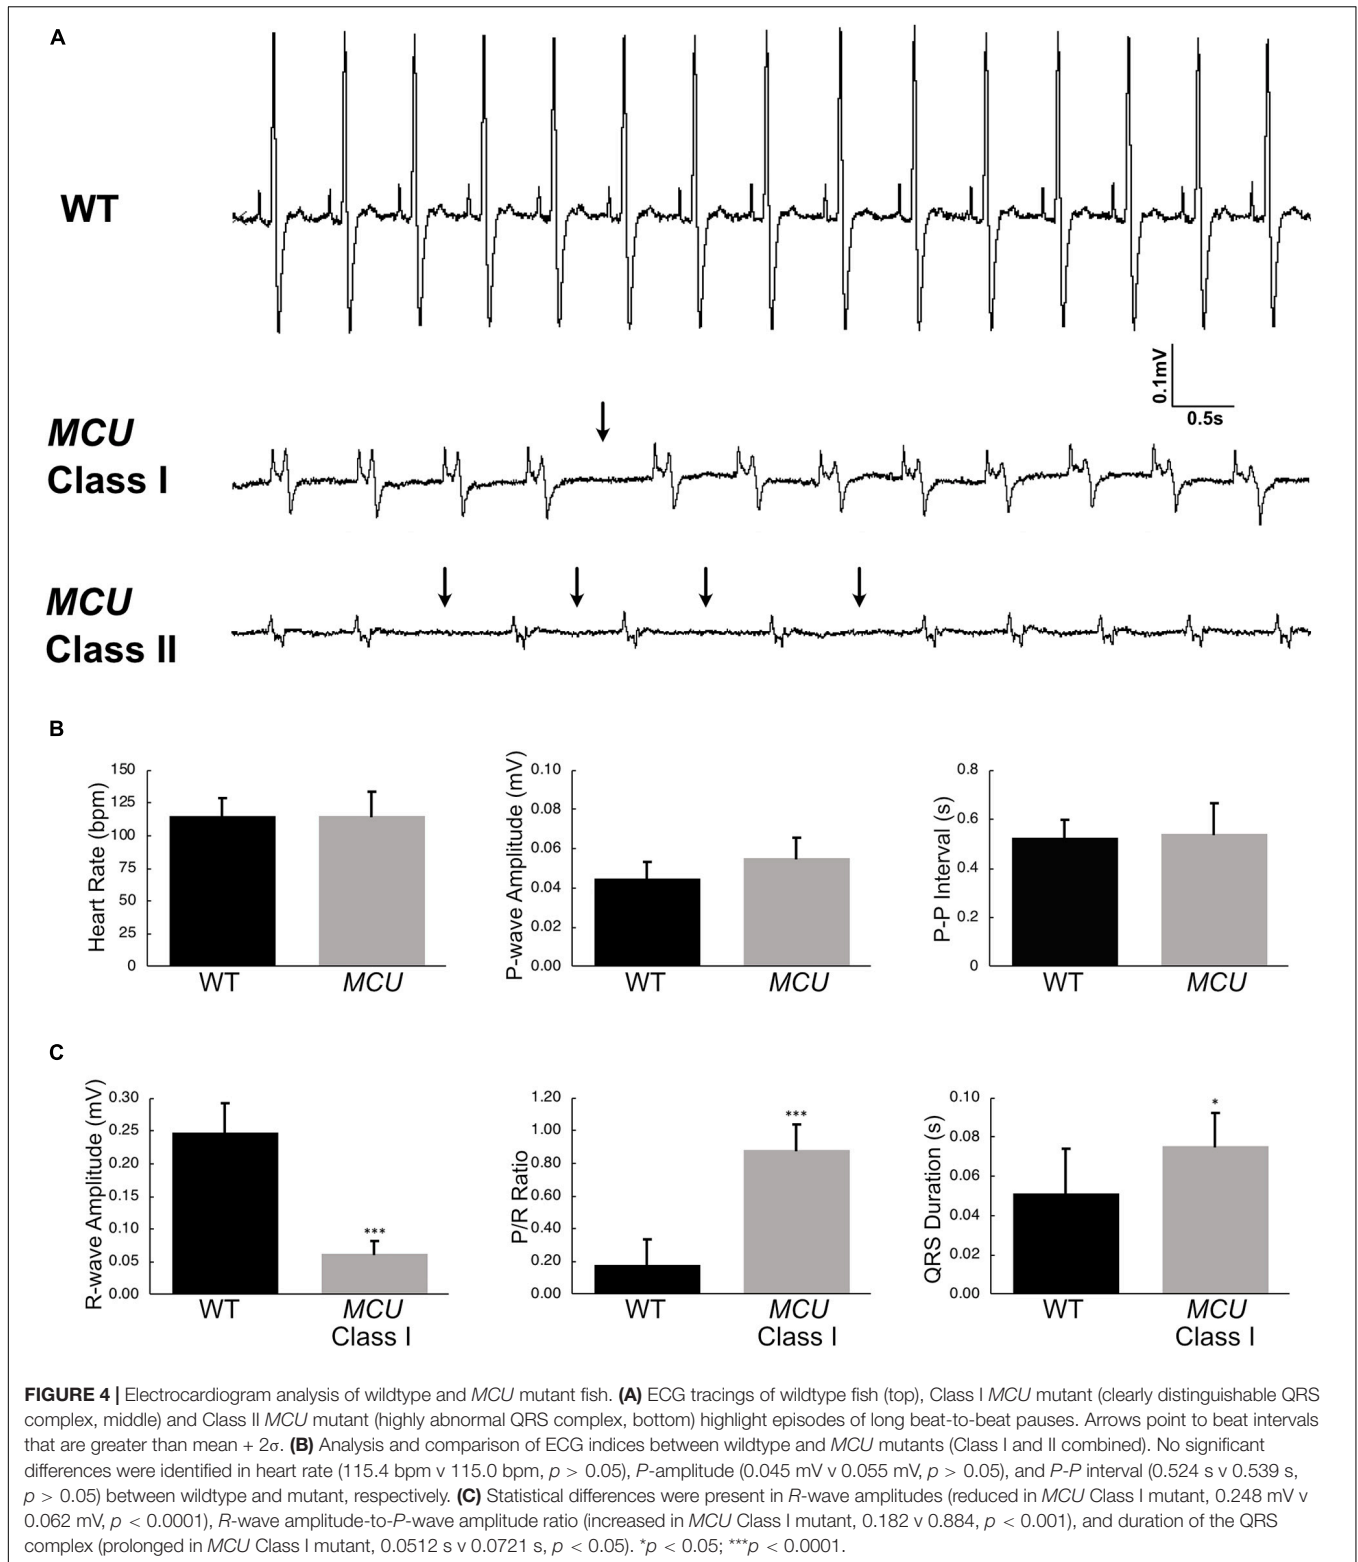 A
WT
0.1mV
0.5s
MCU
Class I
MCU
Class II
B
Heart Rate (bpm)
150
125
100
75
50
25
0
WT MCU
P-wave Amplitude (mV)
0.10
0.08
0.06
0.04
0.02
0.00
WT MCU
P-P Interval (s)
0.8
0.6
0.4
0.2
0
WT MCU
C
R-wave Amplitude (mV)
0.30
0.25
0.20
0.15
0.10
0.05
0.00
***
WT MCU
Class I
P/R Ratio
1.20
1.00
0.80
0.60
0.40
0.20
0.00
***
WT MCU
Class I
QRS Duration (s)
0.10
0.08
0.06
0.04
0.02
0.00
*
WT MCU
Class I
FIGURE 4 | Electrocardiogram analysis of wildtype and MCU mutant fish. (A) ECG tracings of wildtype fish (top), Class I MCU mutant (clearly distinguishable QRS
complex, middle) and Class II MCU mutant (highly abnormal QRS complex, bottom) highlight episodes of long beat-to-beat pauses. Arrows point to beat intervals
that are greater than mean + 2σ. (B) Analysis and comparison of ECG indices between wildtype and MCU mutants (Class I and II combined). No significant
differences were identified in heart rate (115.4 bpm v 115.0 bpm, p > 0.05), P-amplitude (0.045 mV v 0.055 mV, p > 0.05), and P-P interval (0.524 s v 0.539 s,
p > 0.05) between wildtype and mutant, respectively. (C) Statistical differences were present in R-wave amplitudes (reduced in MCU Class I mutant, 0.248 mV v
0.062 mV, p < 0.0001), R-wave amplitude-to-P-wave amplitude ratio (increased in MCU Class I mutant, 0.182 v 0.884, p < 0.001), and duration of the QRS
complex (prolonged in MCU Class I mutant, 0.0512 s v 0.0721 s, p < 0.05). *p < 0.05; ***p < 0.0001.